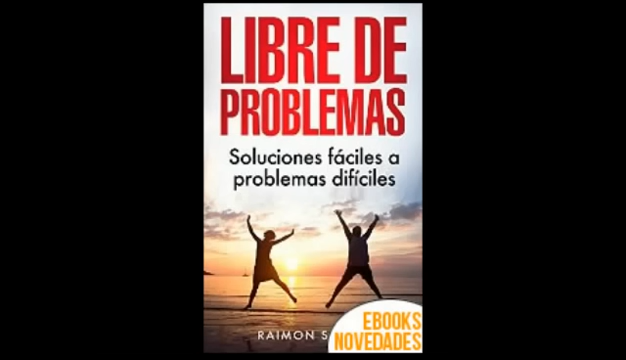 LIBRE DE
PROBLEMAS
Soluciones fáciles a
problemas difíciles
RAIMON S
EBOOKS
NOVEDADES